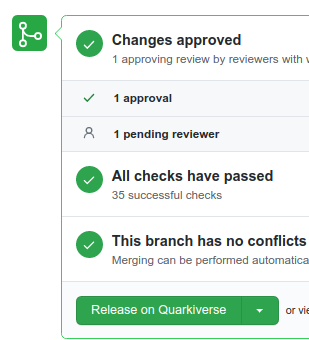 Changes approved
1 approving review by reviewers with
1 approval
1 pending reviewer
All checks have passed
35 successful checks
This branch has no conflicts
Merging can be performed automatica
Release on Quarkiverse
or vie